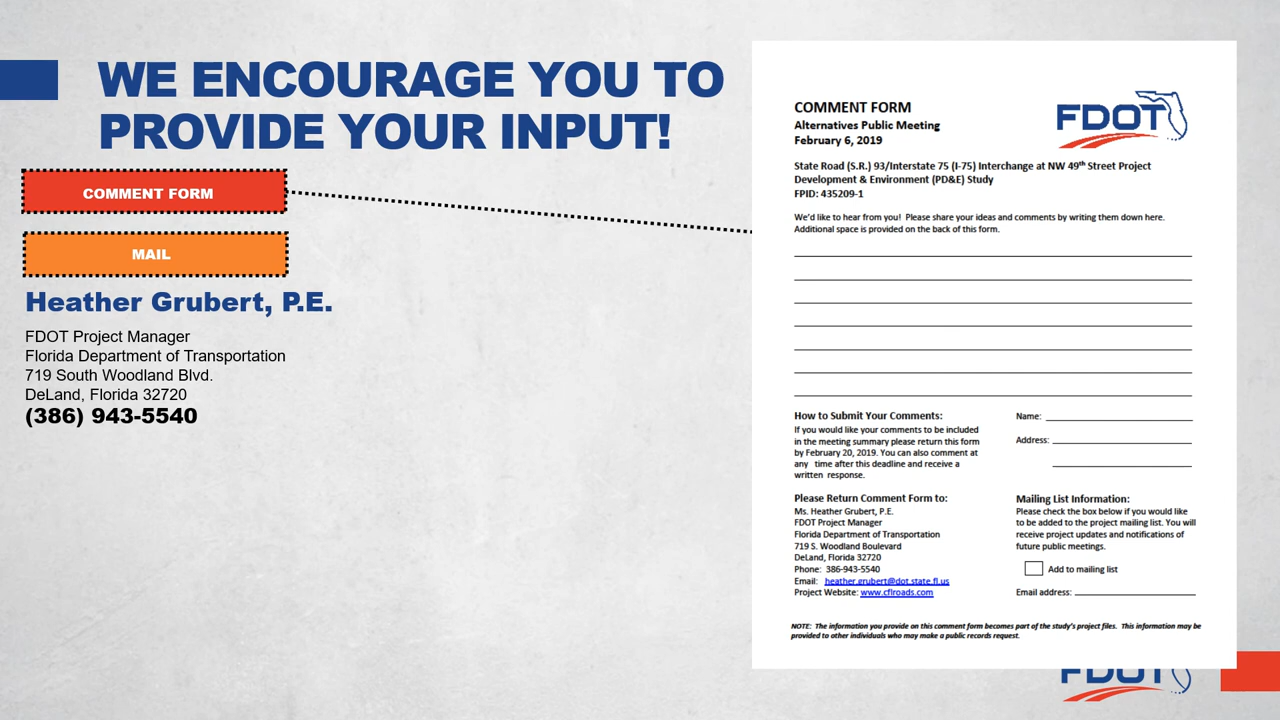 WE ENCOURAGE YOU TO
PROVIDE YOUR INPUT!
COMMENT FORM
MAIL
Heather Grubert, P.E.
FDOT Project Manager
Florida Department of Transportation
719 South Woodland Blvd.
DeLand, Florida 32720
(386) 943-5540
COMMENT FORM
Alternatives Public Meeting
February 6, 2019
FDOT
State Road (S.R.) 93/Interstate 75 (I-75) Interchange at NW 49th Street Project
Development & Environment (PD&E) Study
FPID: 435209-1
We'd like to hear from you! Please share your ideas and comments by writing them down here.
Additional space is provided on the back of this form.
How to Submit Your Comments:
If you would like your comments to be included
in the meeting summary please return this form
by February 20, 2019. You can also comment at
any time after this deadline and receive a
written response.
Name:
Address:
Please Return Comment Form to:
Ms. Heather Grubert, P.E.
FDOT Project Manager
Florida Department of Transportation
719 S. Woodland Boulevard
DeLand, Florida 32720
Phone: 386-943-5540
Email: heather.grubert@dot.state.fl.us
Project Website: www.cflroads.com
Mailing List Information:
Please check the box below if you would like
to be added to the project mailing list. You will
receive project updates and notifications of
future public meetings.
Add to mailing list
Email address:
NOTE: The information you provide on this comment form becomes part of the study's project files. This information may be
provided to other individuals who may make a public records request.
FDOT